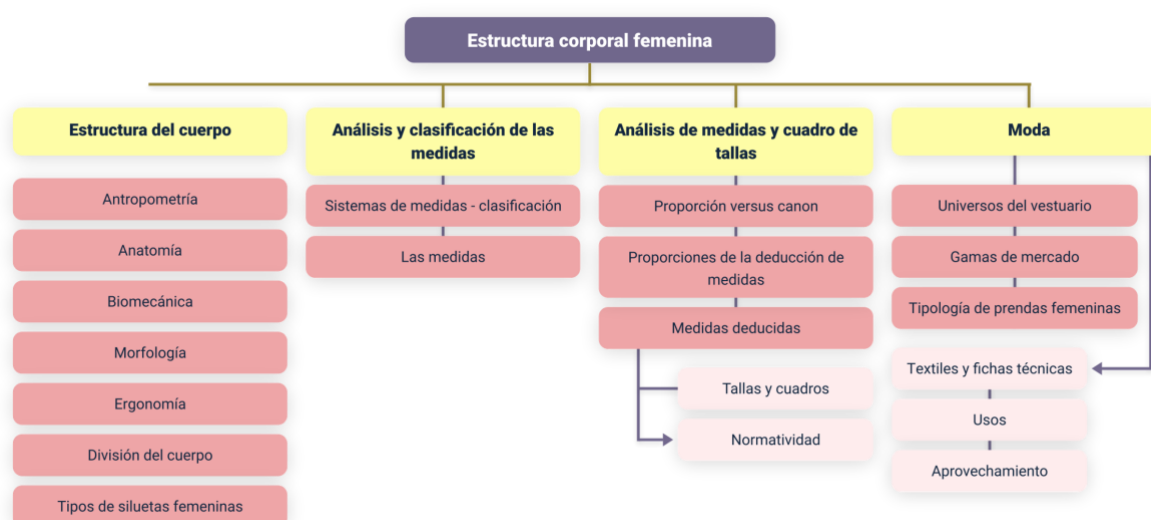 Estructura corporal femenina
Estructura del cuerpo
Antropometría
Anatomía
Biomecánica
Morfología
Ergonomía
División del cuerpo
Tipos de siluetas femeninas
Análisis y clasificación de las
medidas
Sistemas de medidas - clasificación
Las medidas
Análisis de medidas y cuadro de
tallas
Proporción versus canon
Proporciones de la deducción de
medidas
Medidas deducidas
Tallas y cuadros
Normatividad
Moda
Universos del vestuario
Gamas de mercado
Tipología de prendas femeninas
Textiles y fichas técnicas
Usos
Aprovechamiento